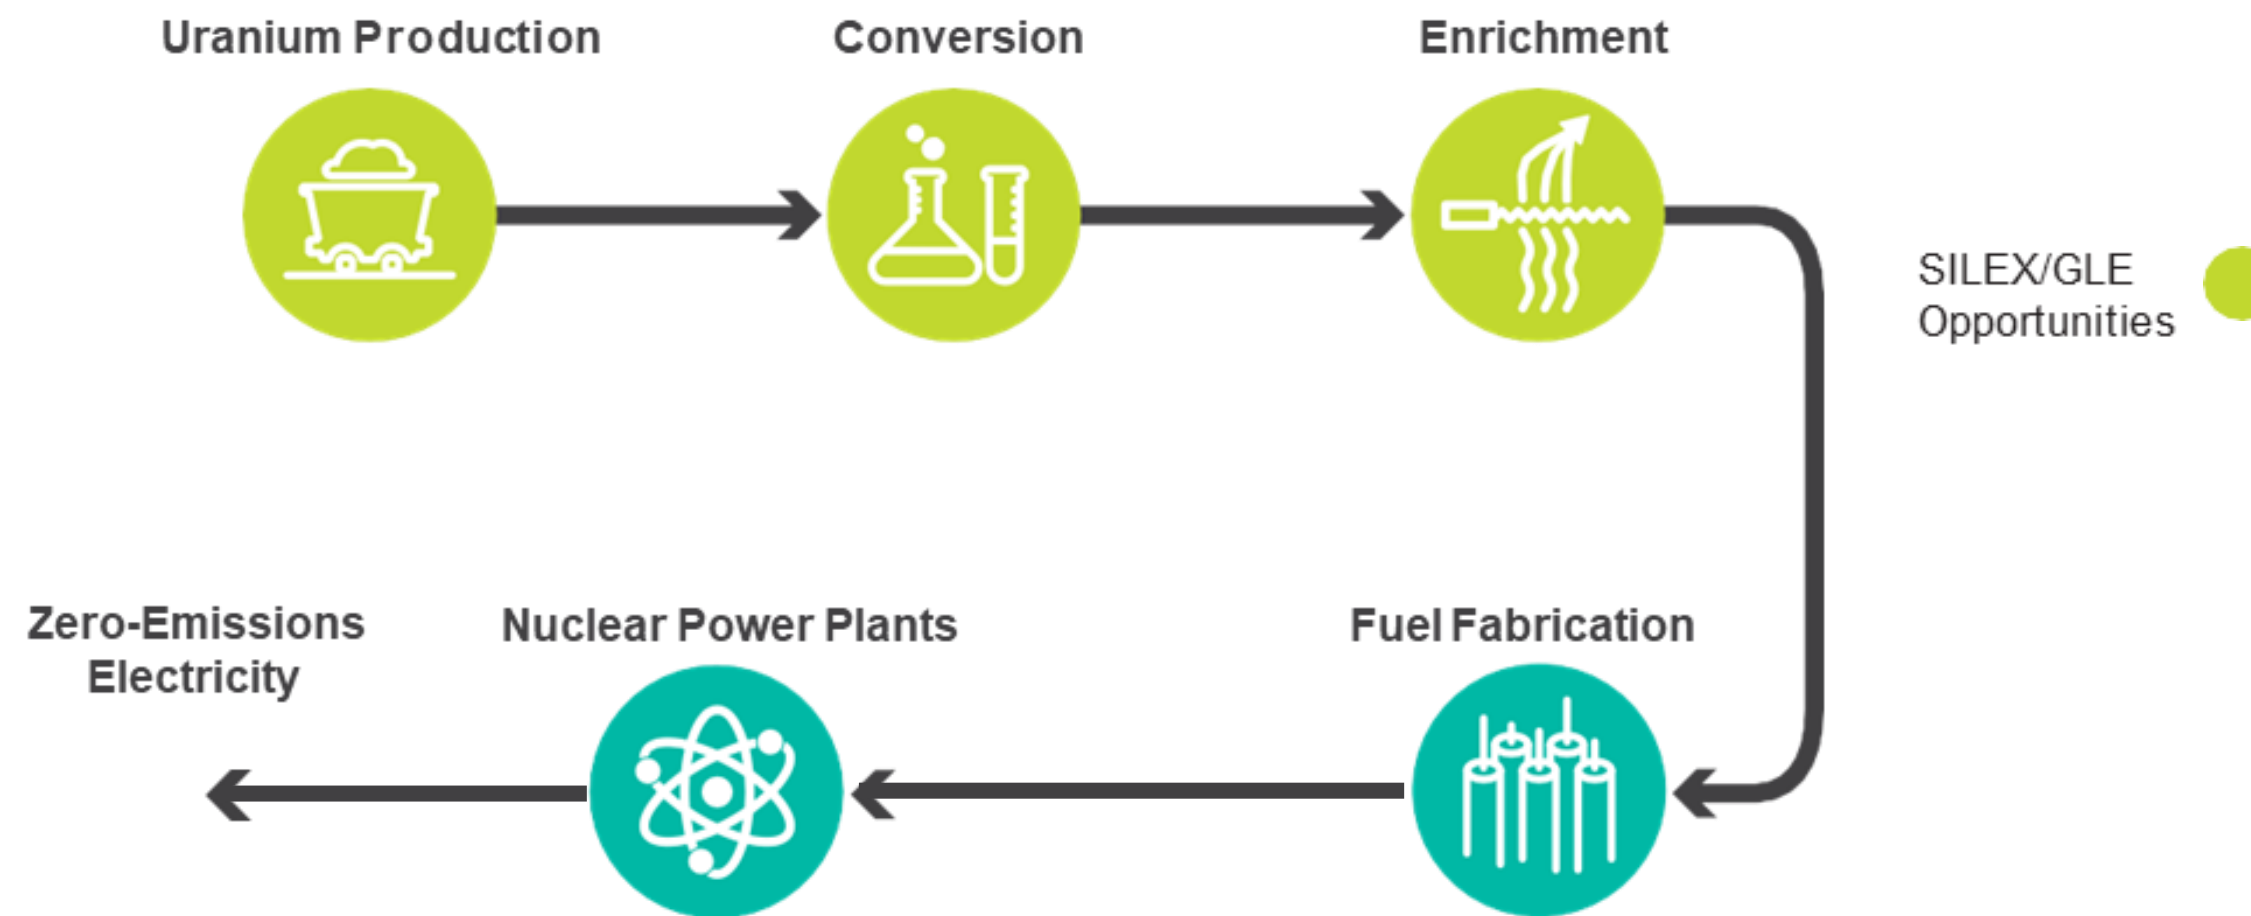 Uranium Production
Conversion
Enrichment
SILEX/GLE
Opportunities
Zero-Emissions
Electricity
Nuclear Power Plants
Fuel Fabrication